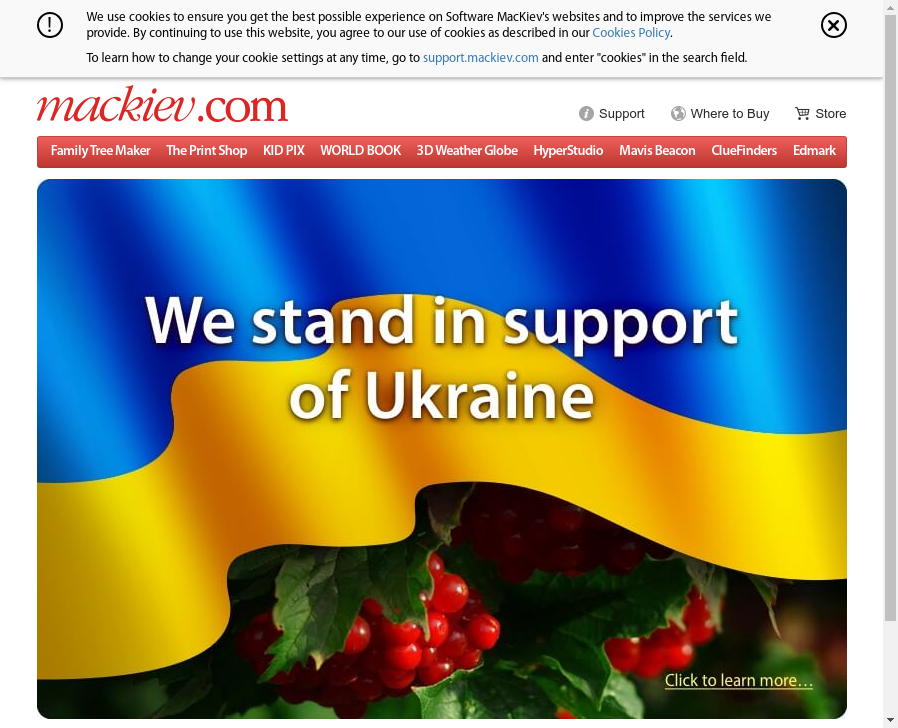 We use cookies to ensure you get the best possible experience on Software MacKiev's websites and to improve the services we
provide. By continuing to use this website, you agree to our use of cookies as described in our Cookies Policy.
To learn how to change your cookie settings at any time, go to support.mackiev.com and enter "cookies" in the search field.
mackiev.com
Support
Where to Buy
Store
Family Tree Maker
The Print Shop
KID PIX
WORLD BOOK
3D Weather Globe
HyperStudio
Mavis Beacon
ClueFinders
Edmark
We stand in support
of Ukraine
Click to learn more...